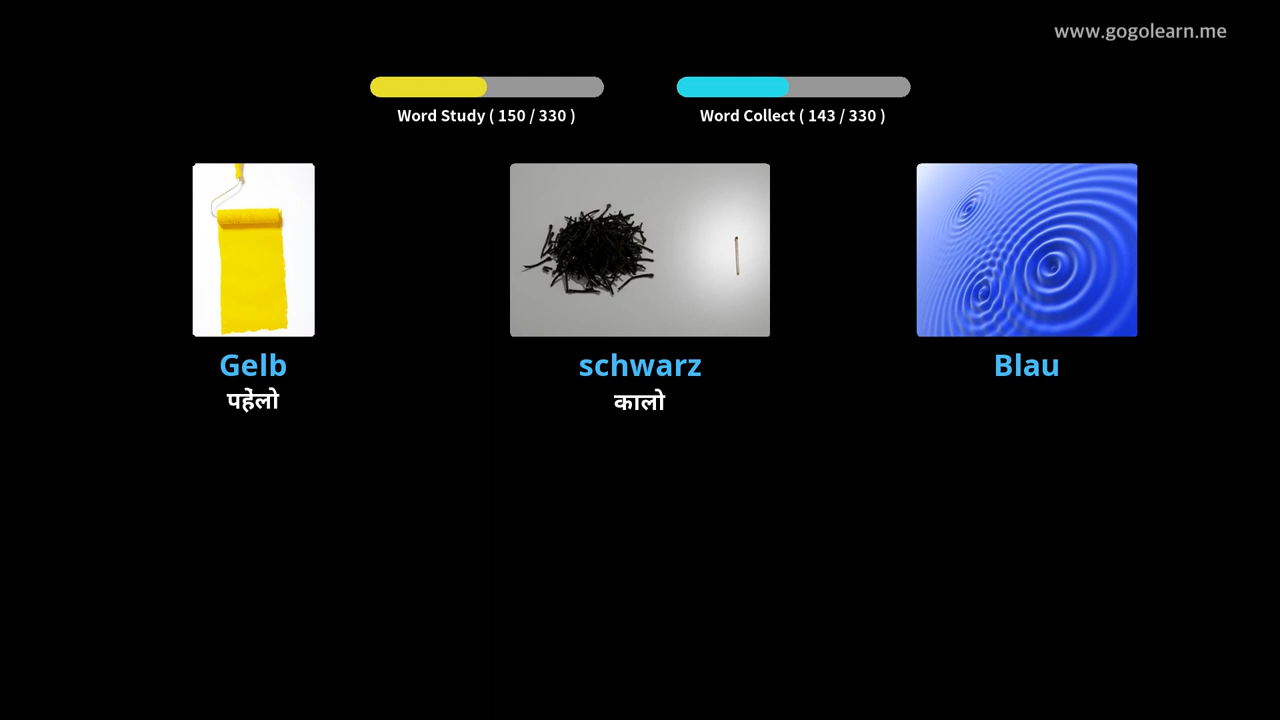 www.gogolearn.me
Word Study ( 150 / 330 )
Word Collect ( 143 / 330 )
Gelb
schwarz
Blau
पहेंलो
कालो